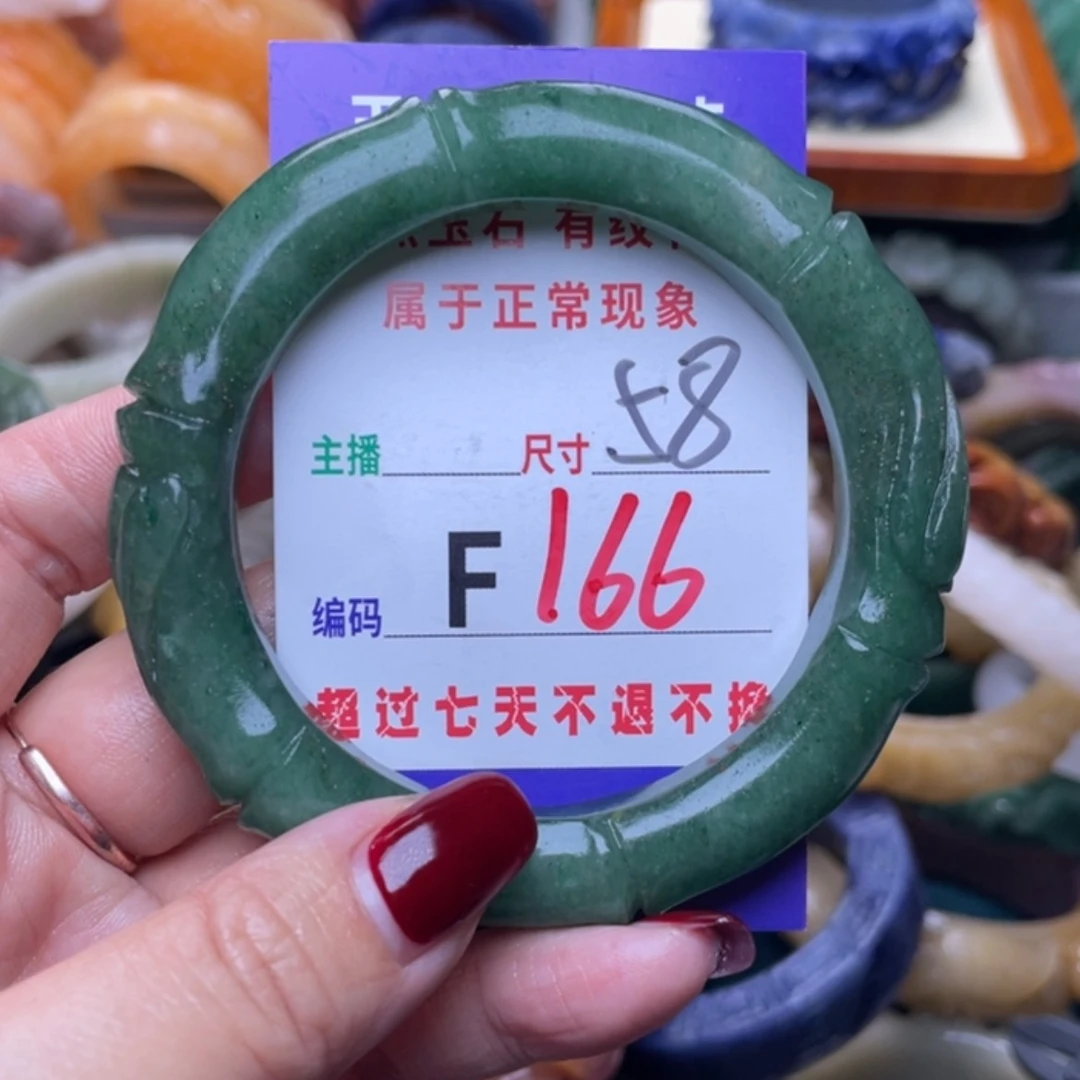 玉石 有纹
属于正常现象
主播 尺寸 58
编码 F 166
超过七天不退不换